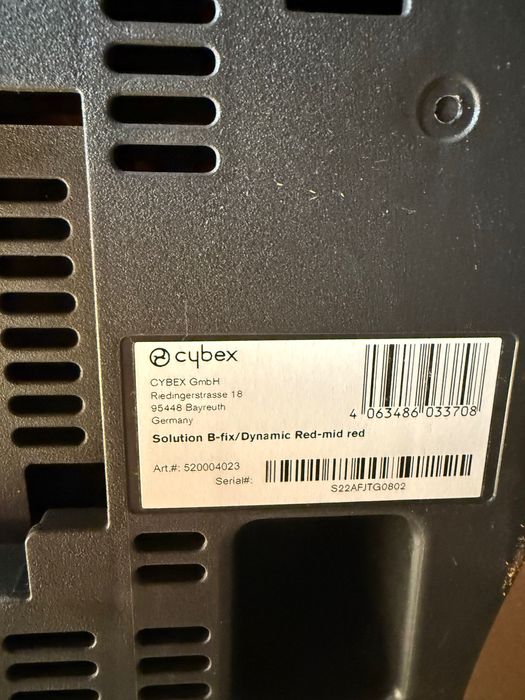 cybex
CYBEX GmbH
Riedingerstrasse 18
95448 Bayreuth
Germany
4 063486 033708
Solution B-fix/Dynamic Red-mid red
Art.#: 520004023
Serial#:
S22AFJTG0802